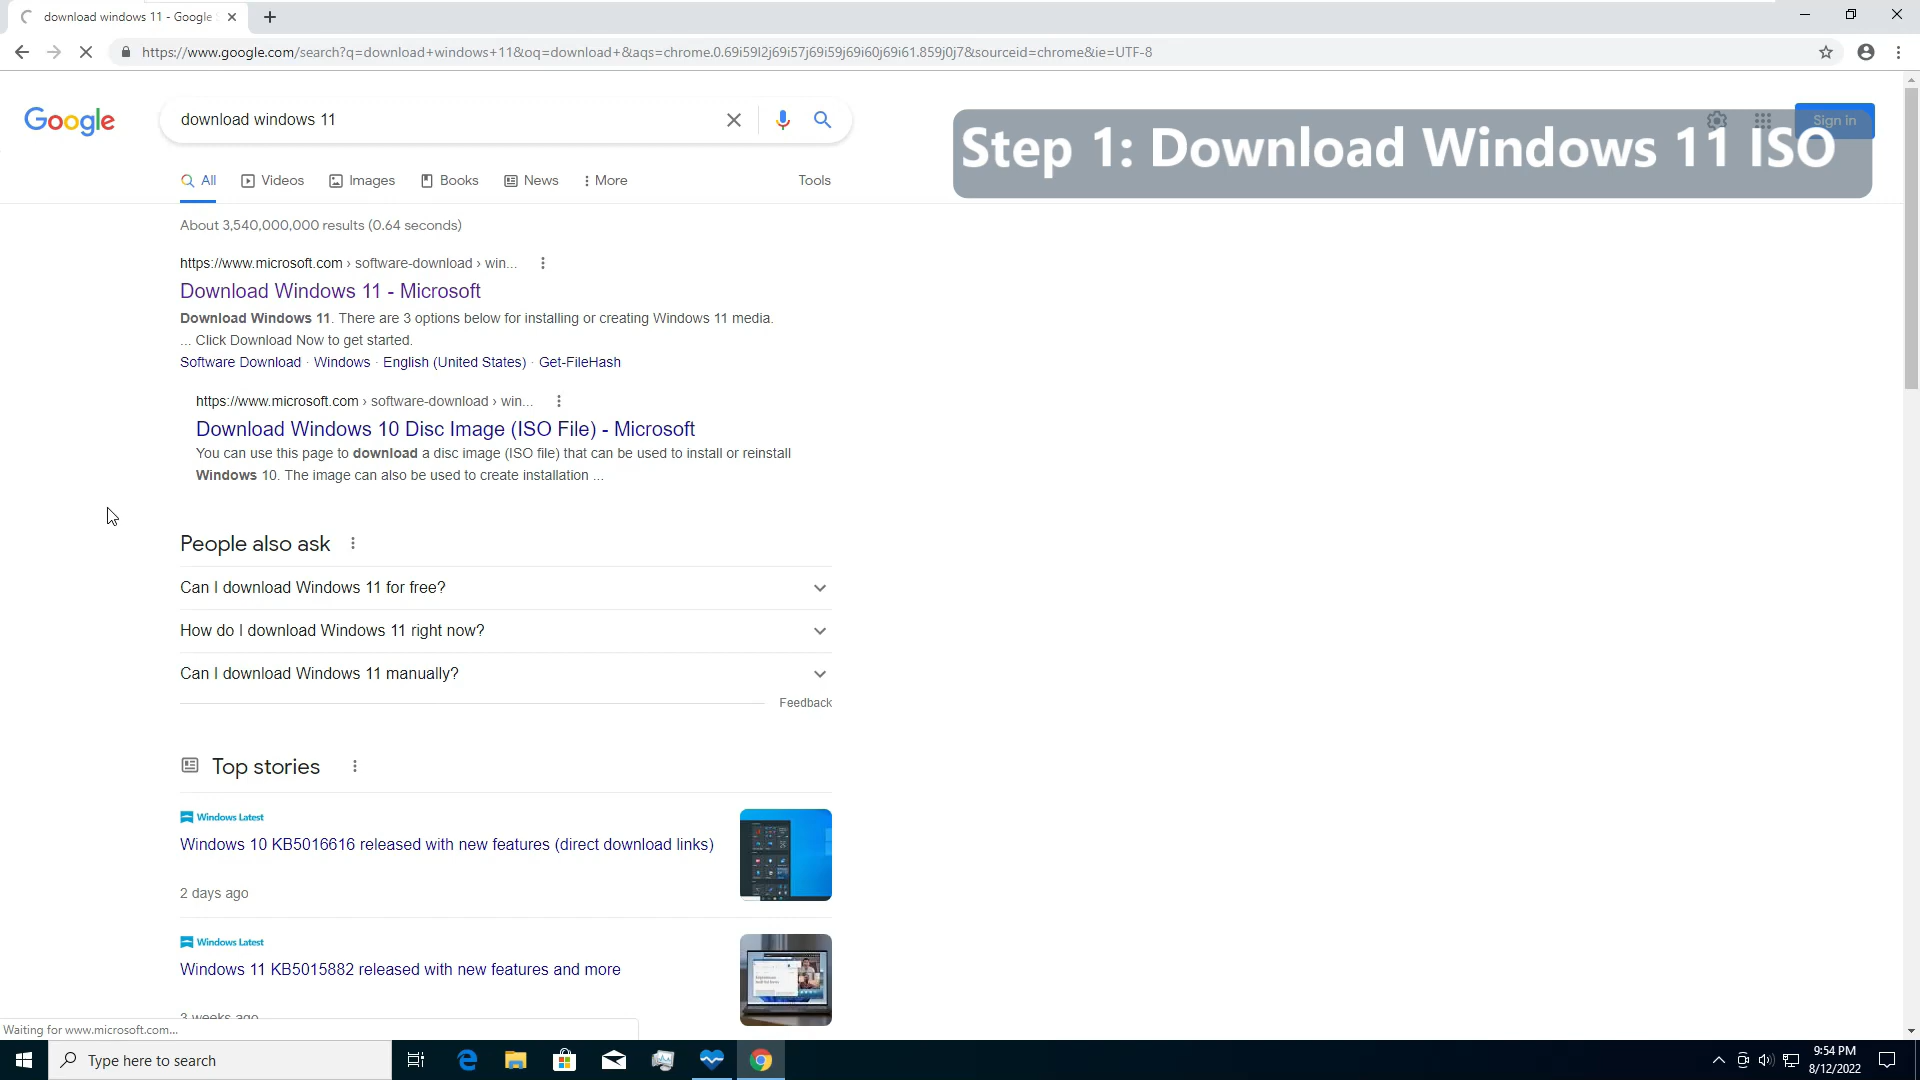 download windows 11 - Google
https://www.google.com/search?q=download+windows+11&oq=download+&aqs=chrome.0.69i59l2j69i57j69i59j69i60j69i61.859j0j7&sourceid=chrome&ie=UTF-8
Google
download windows 11
Sign in
Step 1: Download Windows 11 ISO
All Videos Images Books News More Tools
About 3,540,000,000 results (0.64 seconds)
https://www.microsoft.com › software-download › win...
Download Windows 11 - Microsoft
Download Windows 11. There are 3 options below for installing or creating Windows 11 media.
... Click Download Now to get started.
Software Download · Windows · English (United States) · Get-FileHash
https://www.microsoft.com › software-download › win...
Download Windows 10 Disc Image (ISO File) - Microsoft
You can use this page to download a disc image (ISO file) that can be used to install or reinstall
Windows 10. The image can also be used to create installation ...
People also ask
Can I download Windows 11 for free?
How do I download Windows 11 right now?
Can I download Windows 11 manually?
Feedback
Top stories
Windows Latest
Windows 10 KB5016616 released with new features (direct download links)
2 days ago
Windows Latest
Windows 11 KB5015882 released with new features and more
3 weeks ago
Waiting for www.microsoft.com...
Type here to search
9:54 PM
8/12/2022